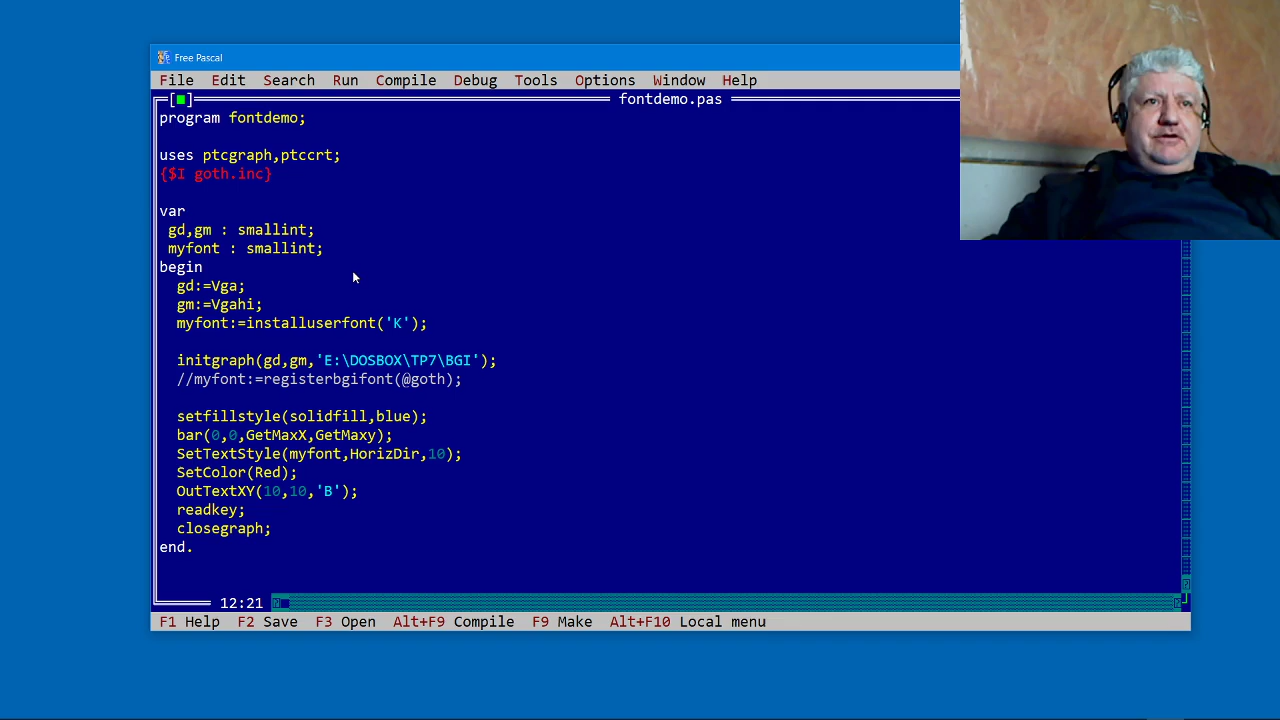 Free Pascal
File Edit Search Run Compile Debug Tools Options Window Help
fontdemo.pas
program fontdemo;
uses ptcgraph,ptccrt;
{$I goth.inc}
var
gd,gm : smallint;
myfont : smallint;
begin
gd:=Vga;
gm:=Vgahi;
myfont:=installuserfont('K');
initgraph(gd,gm,'E:\DOSBOX\TP7\BGI');
//myfont:=registerbgifont(@goth);
setfillstyle(solidfill,blue);
bar(0,0,GetMaxX,GetMaxy);
SetTextStyle(myfont,HorizDir,10);
SetColor(Red);
OutTextXY(10,10,'B');
readkey;
closegraph;
end.
12:21
F1 Help F2 Save F3 Open Alt+F9 Compile F9 Make Alt+F10 Local menu